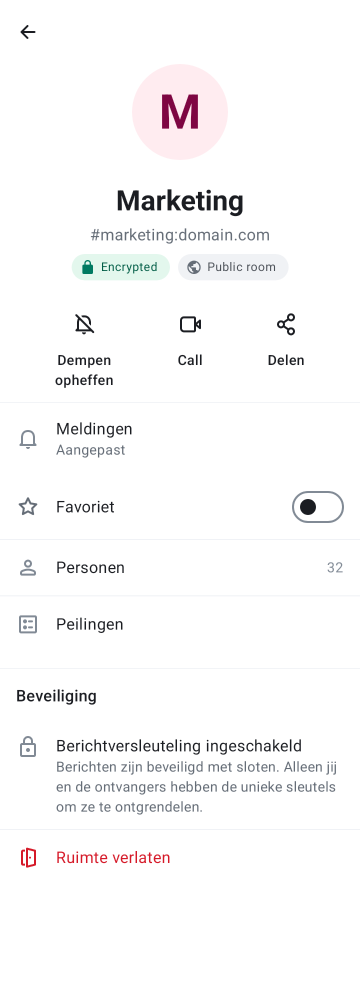 M
Marketing
#marketing:domain.com
Encrypted
Public room
Dempen
opheffen
Call
Delen
Meldingen
Aangepast
Favoriet
Personen
32
Peilingen
Beveiliging
Berichtversleuteling ingeschakeld
Berichten zijn beveiligd met sloten. Alleen jij
en de ontvangers hebben de unieke sleutels
om ze te ontgrendelen.
Ruimte verlaten